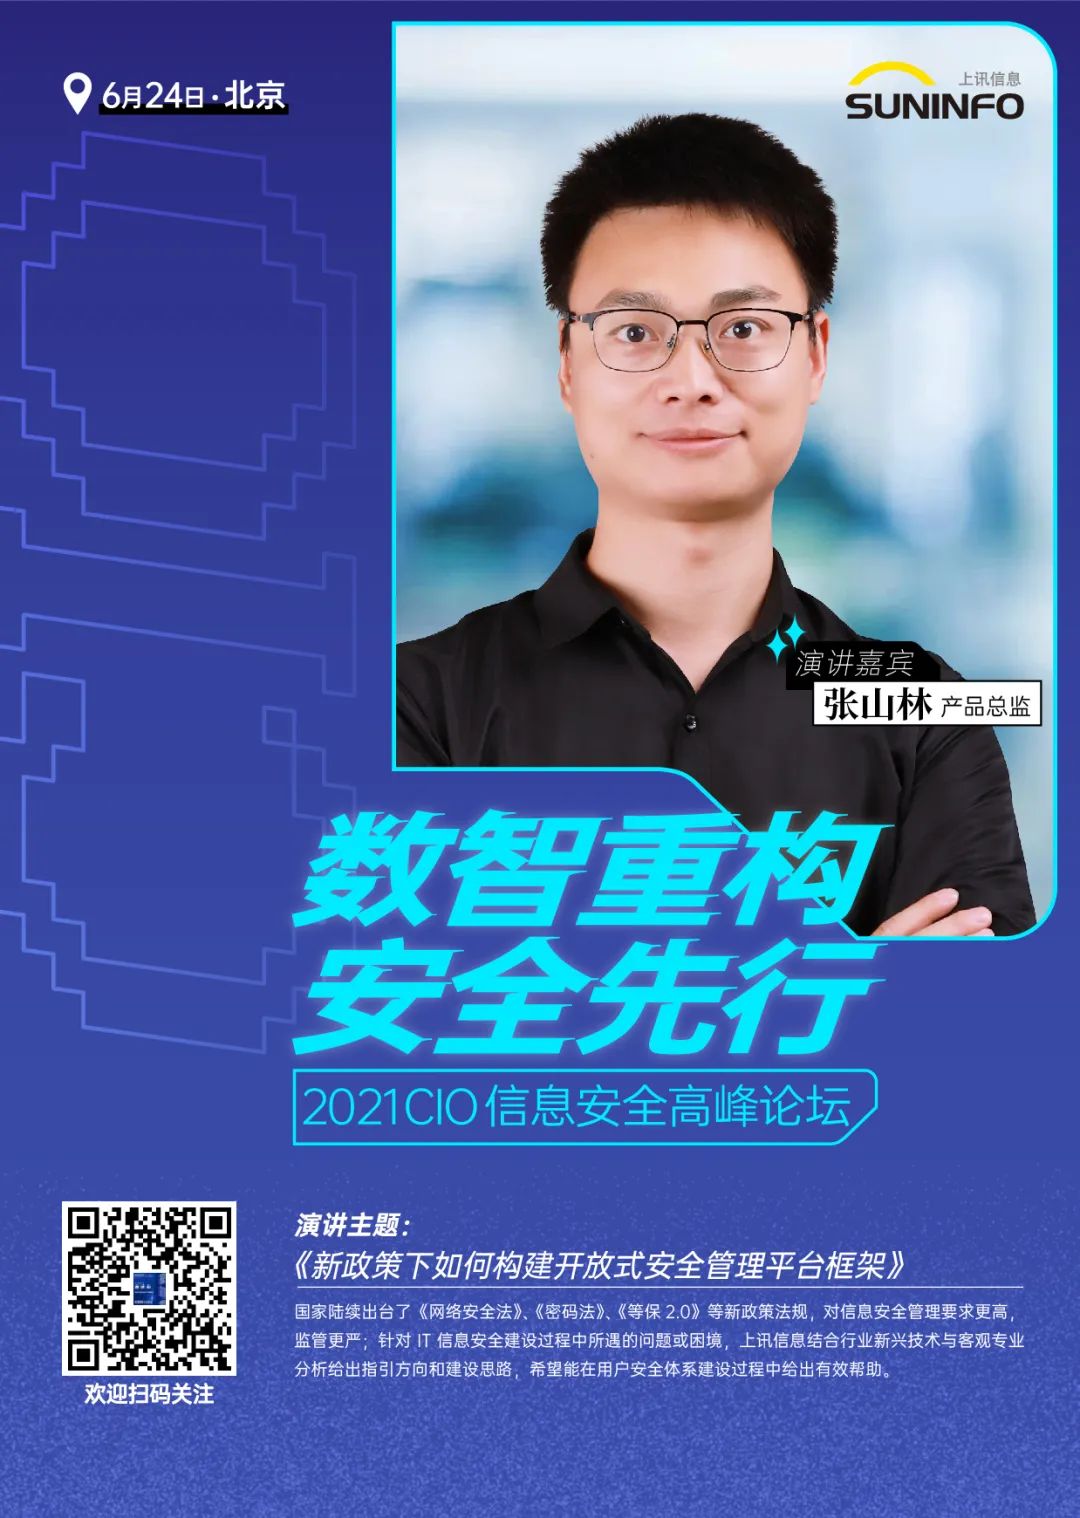 6月24日·北京
上讯信息
SUNINFO
演讲嘉宾
张山林 产品总监
数智重构
安全先行
2021CIO信息安全高峰论坛
演讲主题：
《新政策下如何构建开放式安全管理平台框架》
国家陆续出台了《网络安全法》、《密码法》、《等保 2.0》等新政策法规，对信息安全管理要求更高，
监管更严；针对 IT 信息安全建设过程中所遇的问题或困境，上讯信息结合行业新兴技术与客观专业
分析给出指引方向和建设思路，希望能在用户安全体系建设过程中给出有效帮助。
欢迎扫码关注